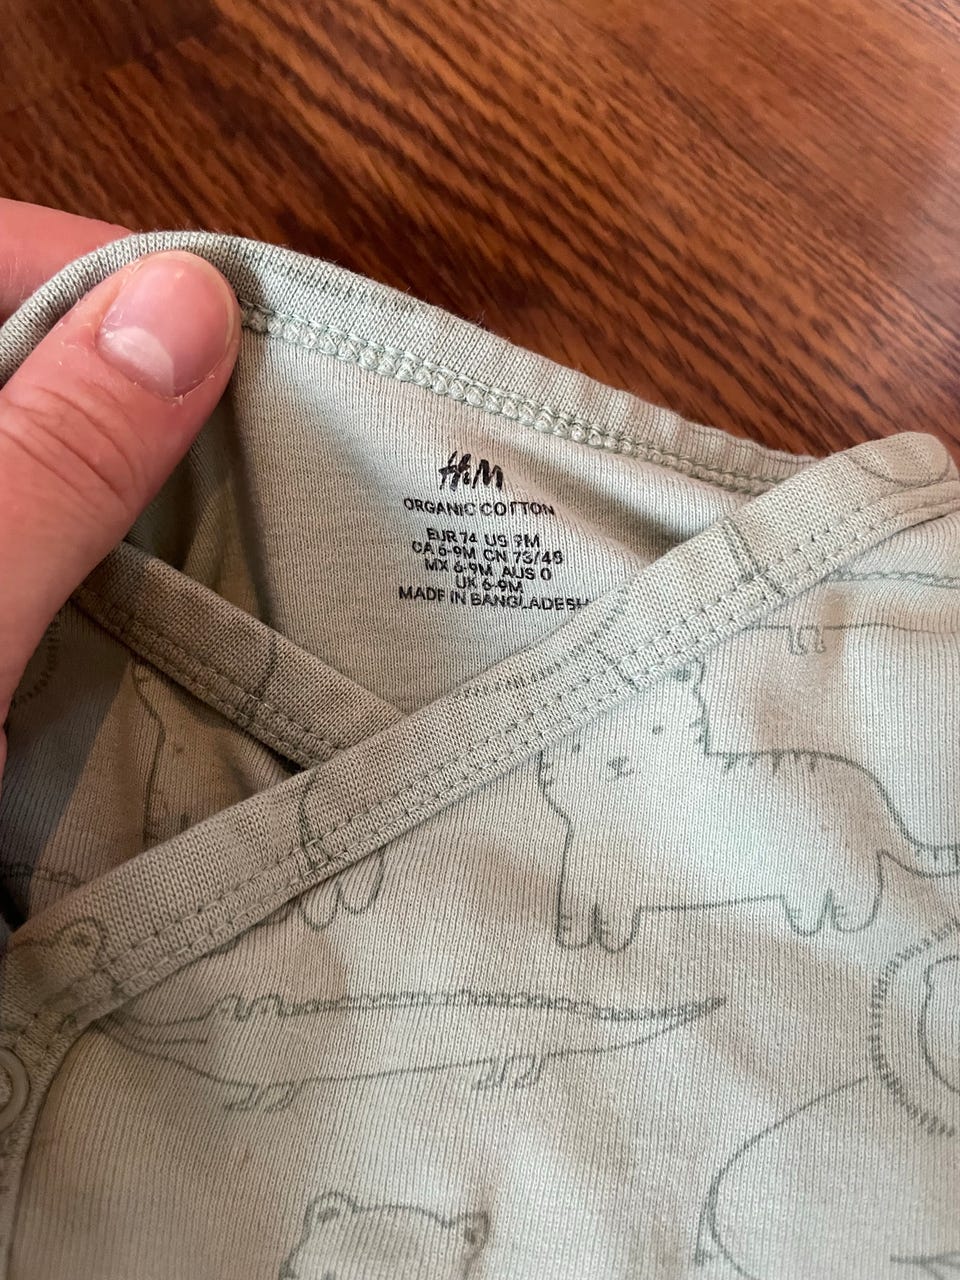 H&M
ORGANIC COTTON
EUR 74 US 9M
CA 6-9M CN 73/48
MX 6-9M AUS 0
UK 6-9M
MADE IN BANGLADESH